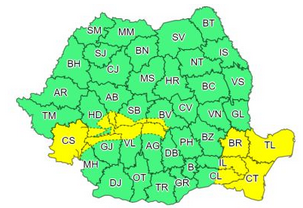 BT
SM MM SV
BN IS
SJ
BH CJ NT
MS HR VS
BC
AR AB
SB CV VN GL
TM HD BV
CS BR TL
GJ VL AG PH BZ
DB IL
MH B
CL CT
OT GR
DJ TR